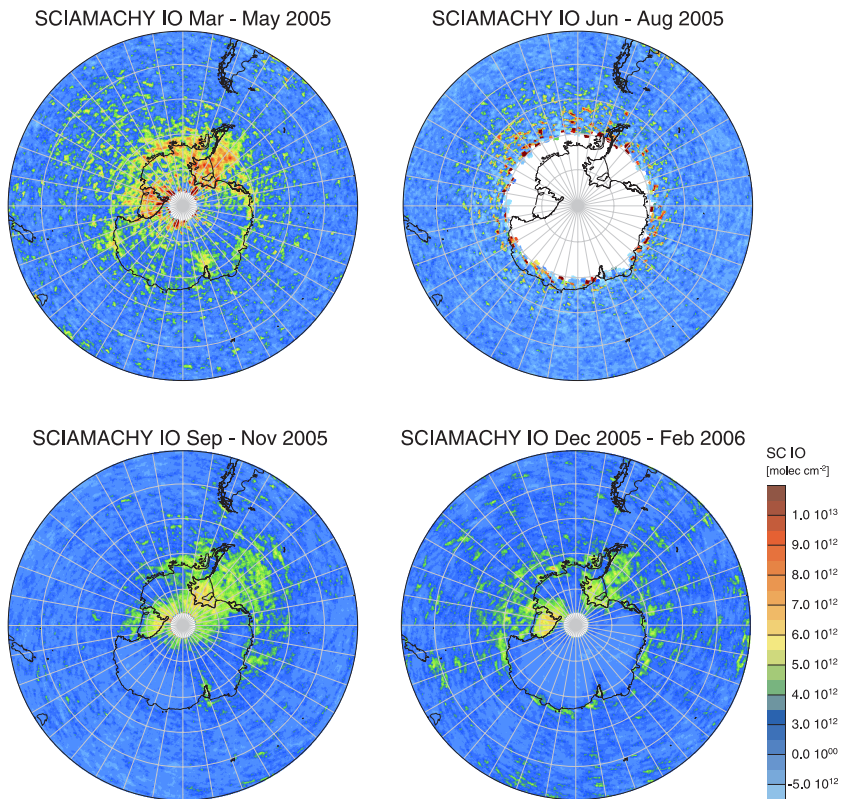 SCIAMACHY IO Mar - May 2005
SCIAMACHY IO Jun - Aug 2005
SCIAMACHY IO Sep - Nov 2005
SCIAMACHY IO Dec 2005 - Feb 2006
SC IO
[molec cm⁻²]
1.0 10¹³
9.0 10¹²
8.0 10¹²
7.0 10¹²
6.0 10¹²
5.0 10¹²
4.0 10¹²
3.0 10¹²
0.0 10⁰⁰
-5.0 10¹²